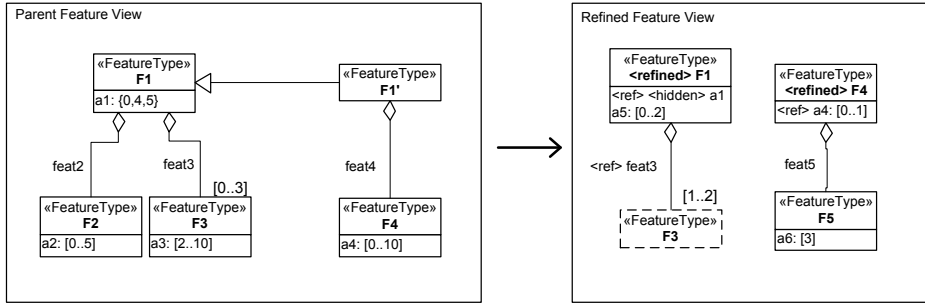 Parent Feature View
«FeatureType»
F1
a1: {0,4,5}
«FeatureType»
F1'
feat2
feat3
feat4
[0..3]
«FeatureType»
F2
a2: [0..5]
«FeatureType»
F3
a3: [2..10]
«FeatureType»
F4
a4: [0..10]
Refined Feature View
«FeatureType»
<refined> F1
<ref> <hidden> a1
a5: [0..2]
«FeatureType»
<refined> F4
<ref> a4: [0..1]
<ref> feat3
feat5
[1..2]
«FeatureType»
F3
«FeatureType»
F5
a6: [3]